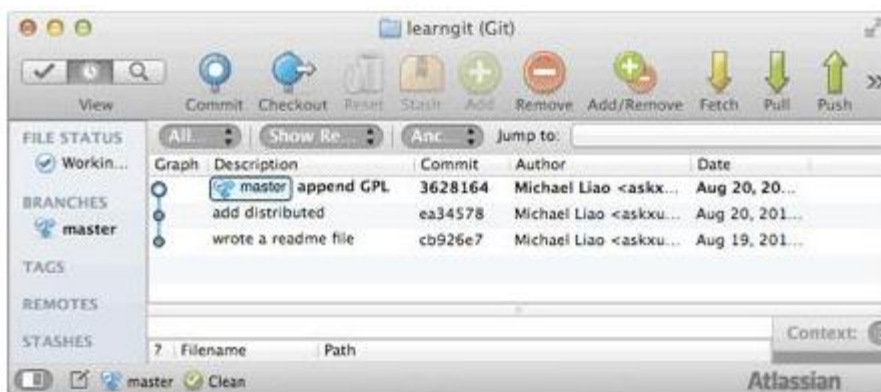 learngit (Git)
View Commit Checkout Reset Stash Add Remove Add/Remove Fetch Pull Push
All... Show Re... Anc... Jump to:
FILE STATUS
Workin...
BRANCHES
master
TAGS
REMOTES
STASHES
Graph Description Commit Author Date
master append GPL 3628164 Michael Liao <askx... Aug 20, 20...
add distributed ea34578 Michael Liao <askxu... Aug 20, 201...
wrote a readme file cb926e7 Michael Liao <askxu... Aug 19, 201...
Context:
? Filename Path
master Clean
Atlassian